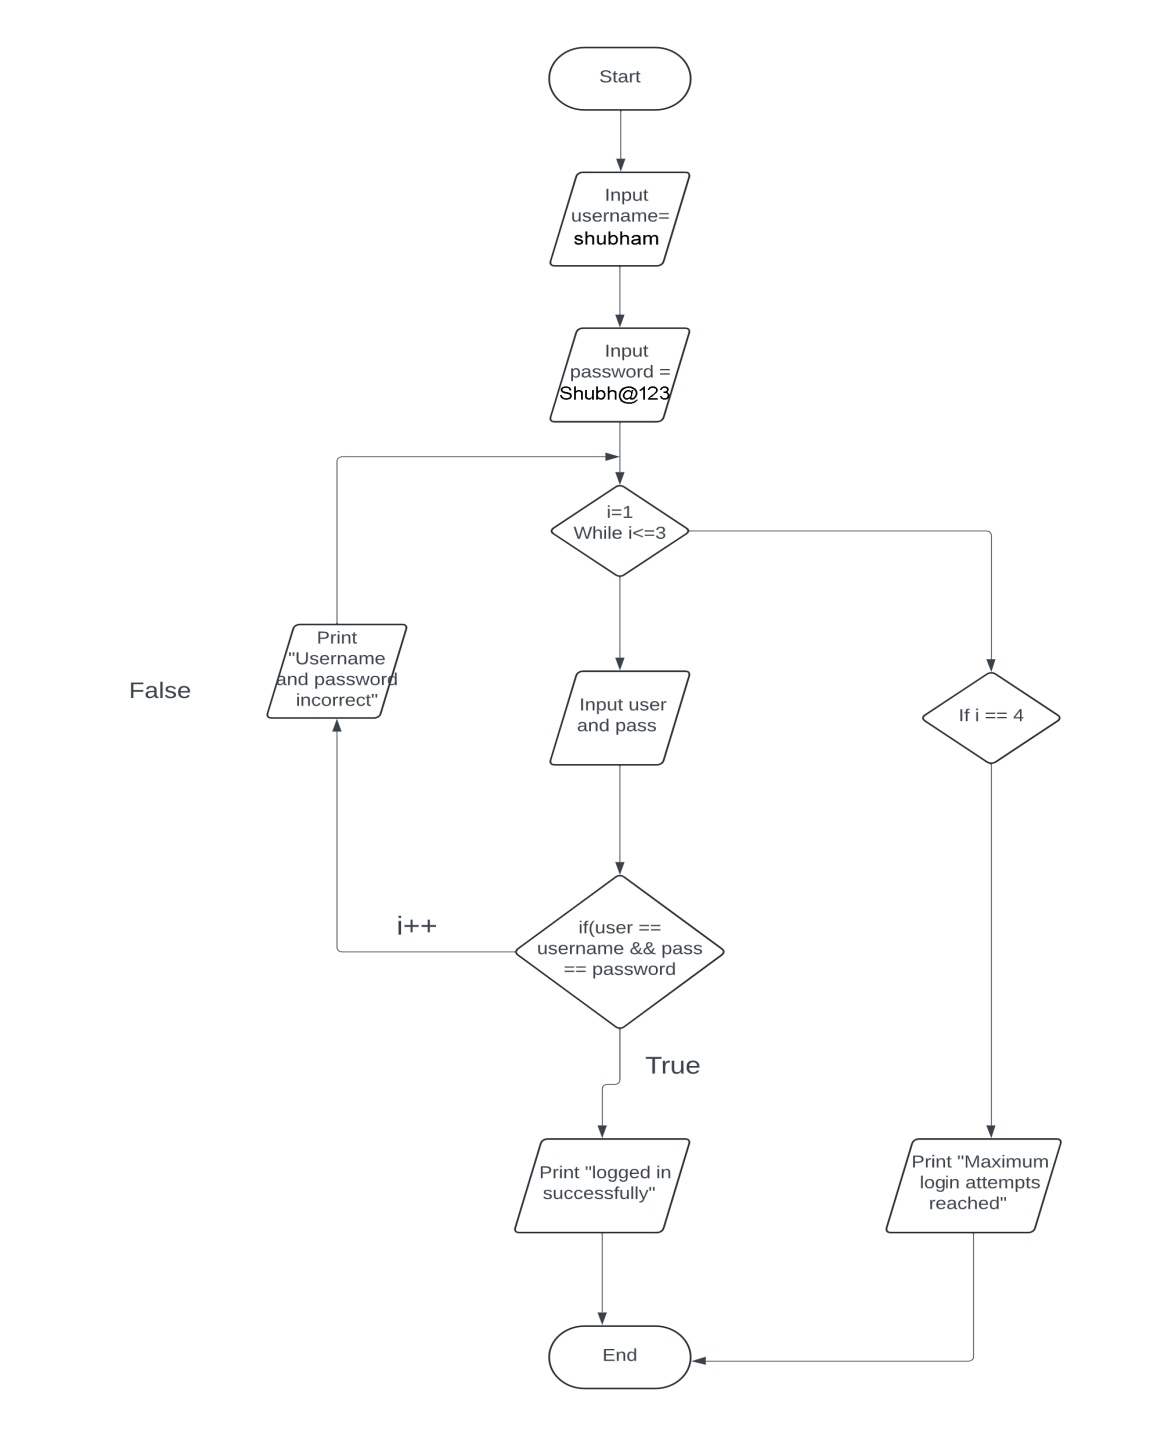 Start
Input
username=
shubham
Input
password =
Shubh@123
i=1
While i<=3
Print
"Username
and password
incorrect"
False
Input user
and pass
If i == 4
i++
if(user ==
username && pass
== password
True
Print "logged in
successfully"
Print "Maximum
login attempts
reached"
End